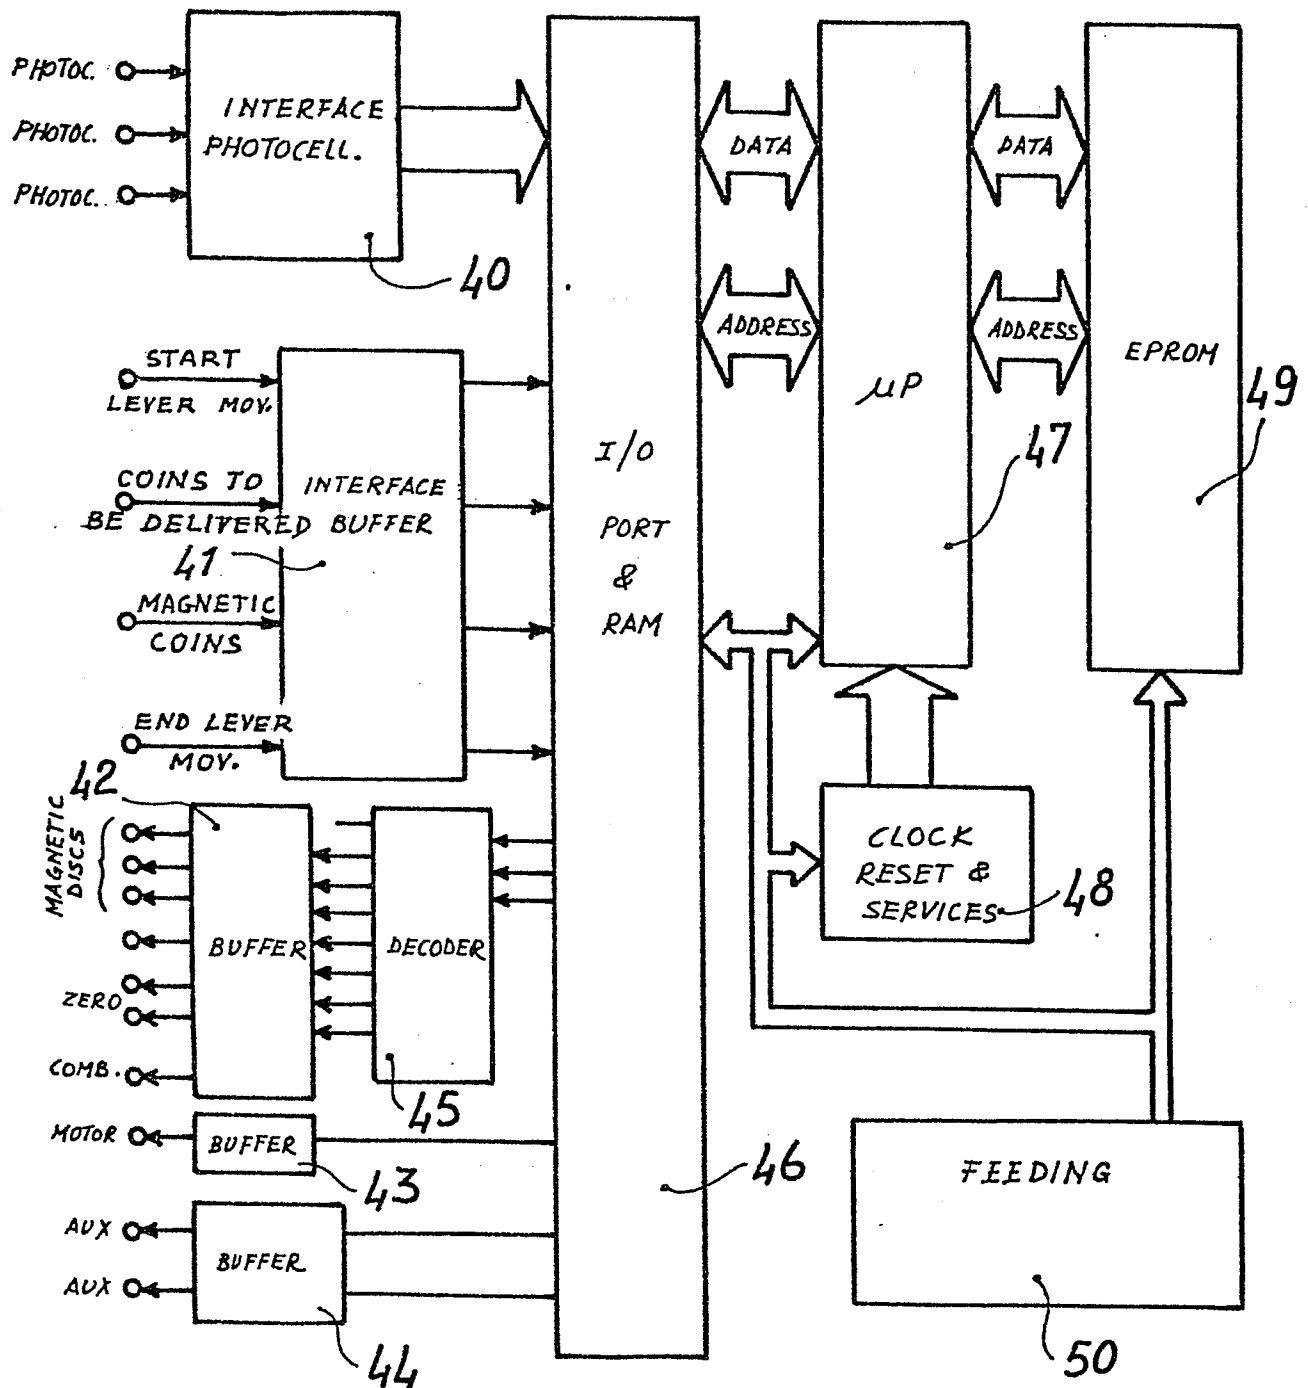 PHOTOC.
PHOTOC.
PHOTOC.
INTERFACE
PHOTOCELL.
40
START
LEVER MOV.
COINS TO
BE DELIVERED
MAGNETIC
COINS
END LEVER
MOV.
INTERFACE
BUFFER
41
42
MAGNETIC
DISCS
ZERO
COMB.
BUFFER
DECODER
45
MOTOR
BUFFER
43
AUX
AUX
BUFFER
44
I/O
PORT
&
RAM
46
DATA
ADDRESS
μP
47
DATA
ADDRESS
EPROM
49
CLOCK
RESET &
SERVICES
48
FEEDING
50